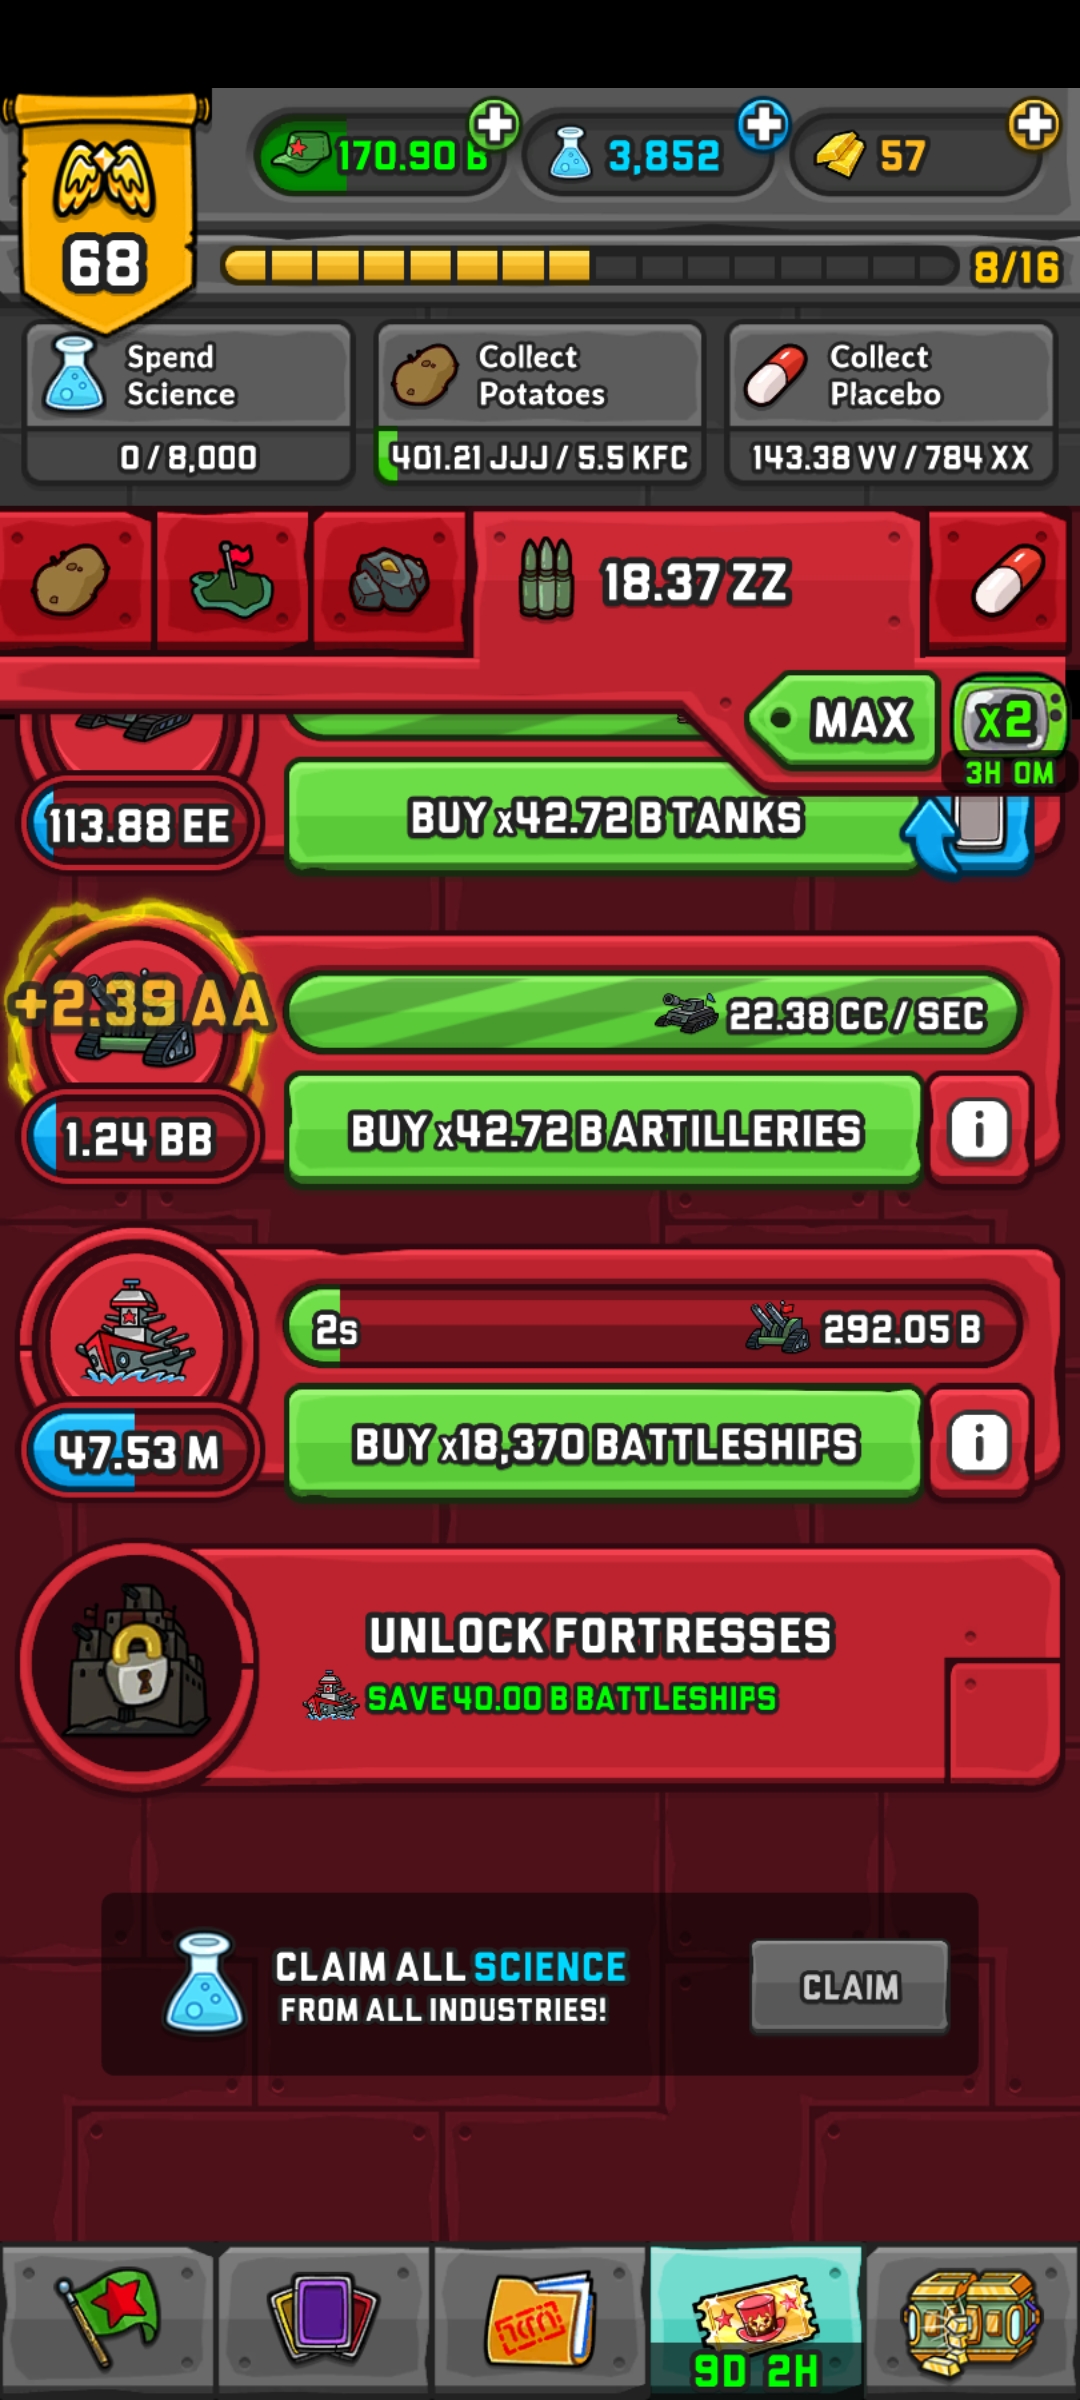 170.90 B
3,852
57
68
8/16
Spend
Science
0 / 8,000
Collect
Potatoes
401.21 JJJ / 5.5 KFC
Collect
Placebo
143.38 VV / 784 XX
18.37 ZZ
MAX
x2
3H 0M
113.88 EE
BUY x42.72 B TANKS
+2.39 AA
22.38 CC / SEC
1.24 BB
BUY x42.72 B ARTILLERIES
i
2s
292.05 B
47.53 M
BUY x18,370 BATTLESHIPS
i
UNLOCK FORTRESSES
SAVE 40.00 B BATTLESHIPS
CLAIM ALL SCIENCE
FROM ALL INDUSTRIES!
CLAIM
9D 2H